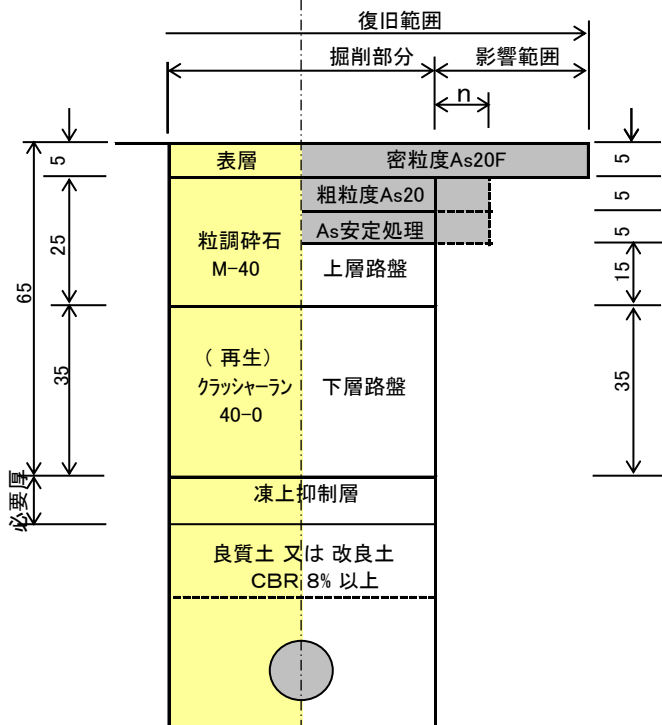 復旧範囲
掘削部分
影響範囲
n
5
表層
密粒度As20F
5
粗粒度As20
5
As安定処理
5
25
粒調砕石
M-40
上層路盤
15
65
35
（ 再生）
クラッシャーラン
40-0
下層路盤
35
必要厚
凍上抑制層
良質土 又は 改良土
CBR 8% 以上